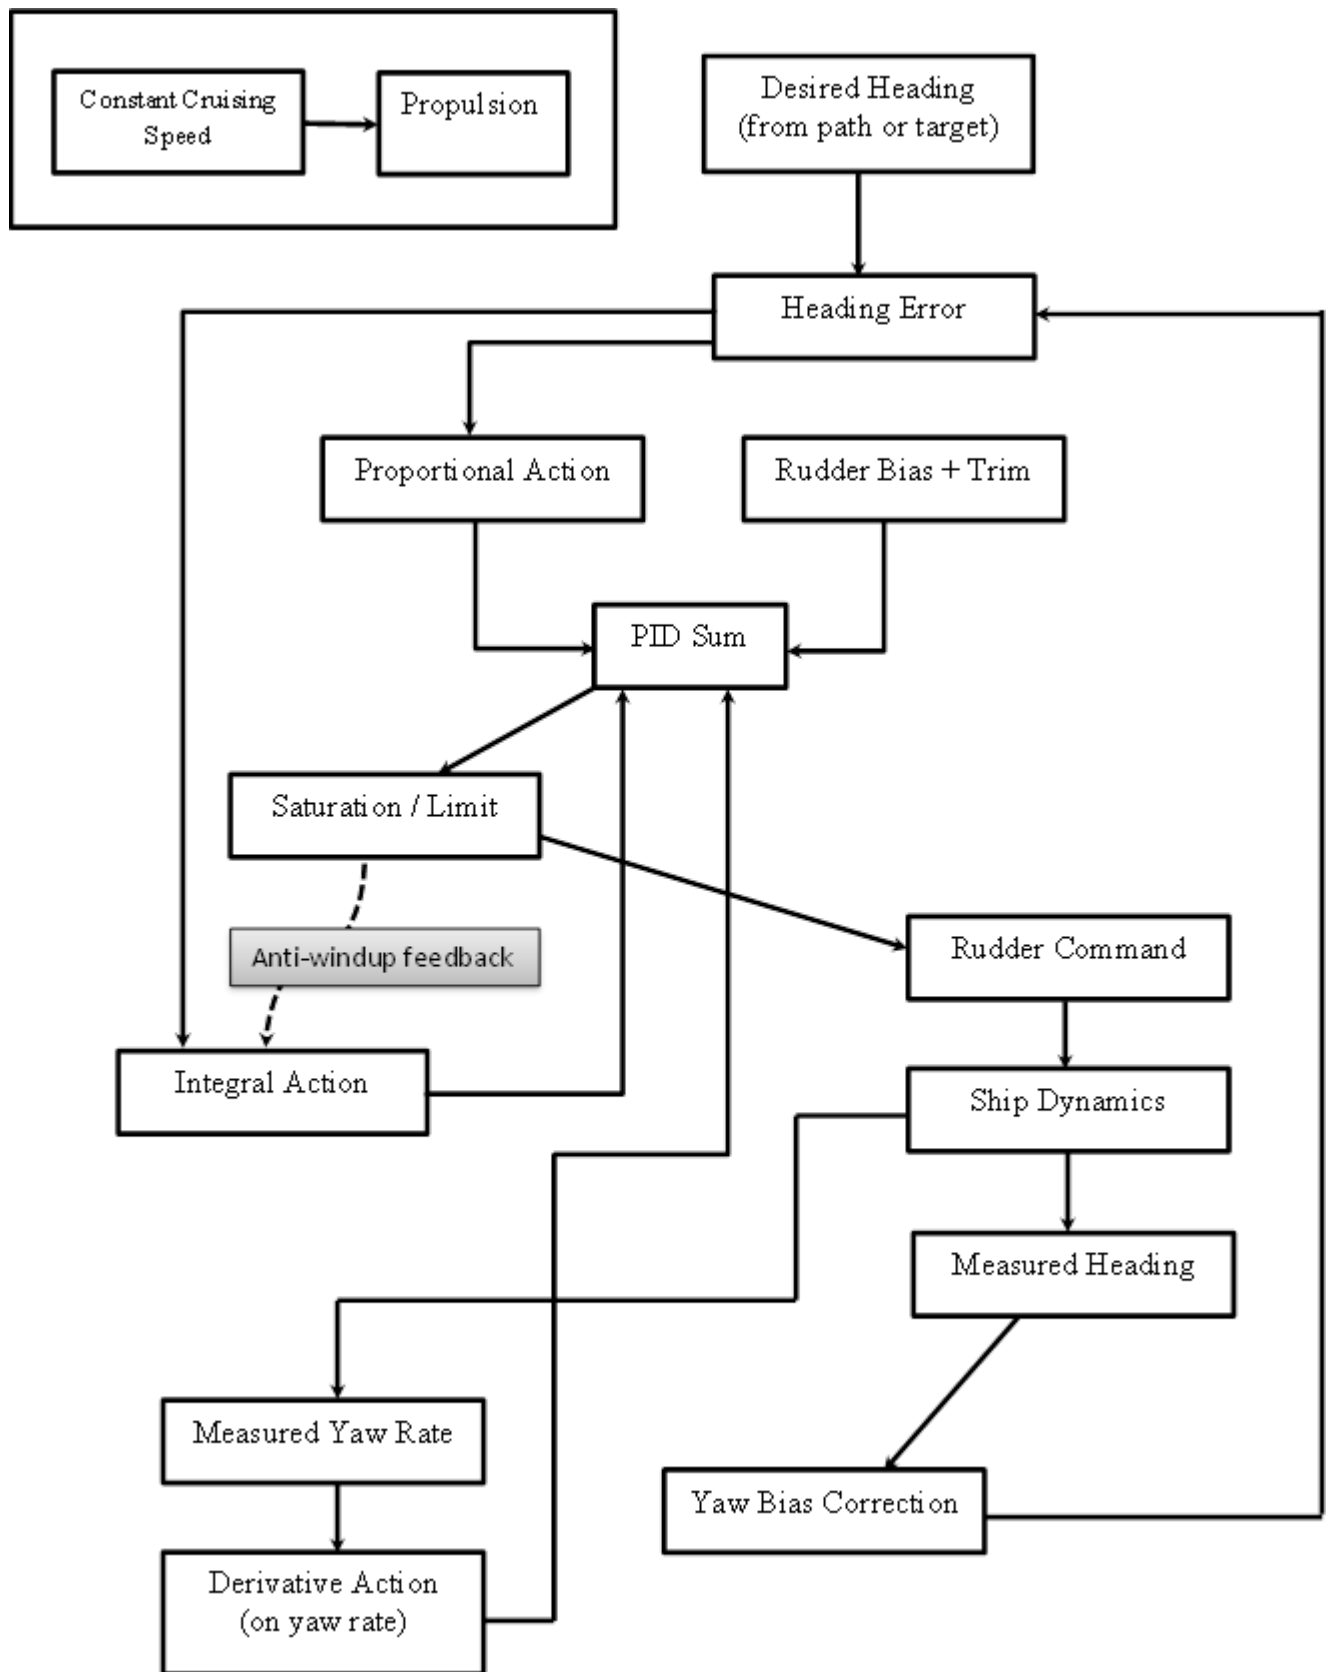 Constant Cruising
Speed
Propulsion
Desired Heading
(from path or target)
Heading Error
Proportional Action
Rudder Bias + Trim
PID Sum
Saturation / Limit
Anti-windup feedback
Rudder Command
Integral Action
Ship Dynamics
Measured Heading
Measured Yaw Rate
Yaw Bias Correction
Derivative Action
(on yaw rate)